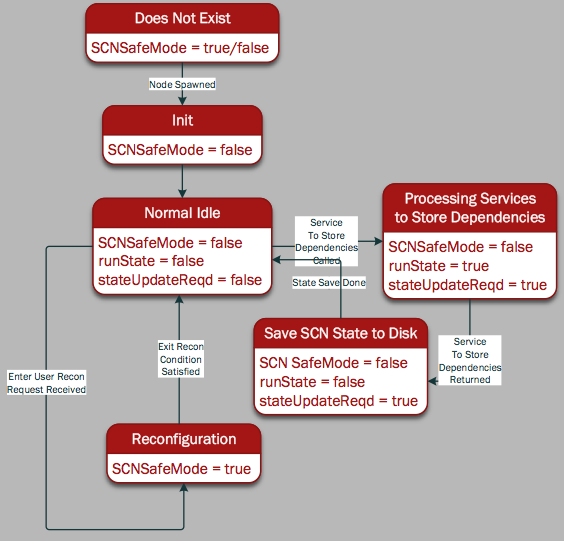 Does Not Exist
SCNSafeMode = true/false
Node Spawned
Init
SCNSafeMode = false
Normal Idle
SCNSafeMode = false
runState = false
stateUpdateReqd = false
Service
To Store
Dependencies
Called
Processing Services
to Store Dependencies
SCNSafeMode = false
runState = true
stateUpdateReqd = true
State Save Done
Save SCN State to Disk
SCN SafeMode = false
runState = false
stateUpdateReqd = true
Service
To Store
Dependencies
Returned
Exit Recon
Condition
Satisfied
Enter User Recon
Request Received
Reconfiguration
SCNSafeMode = true